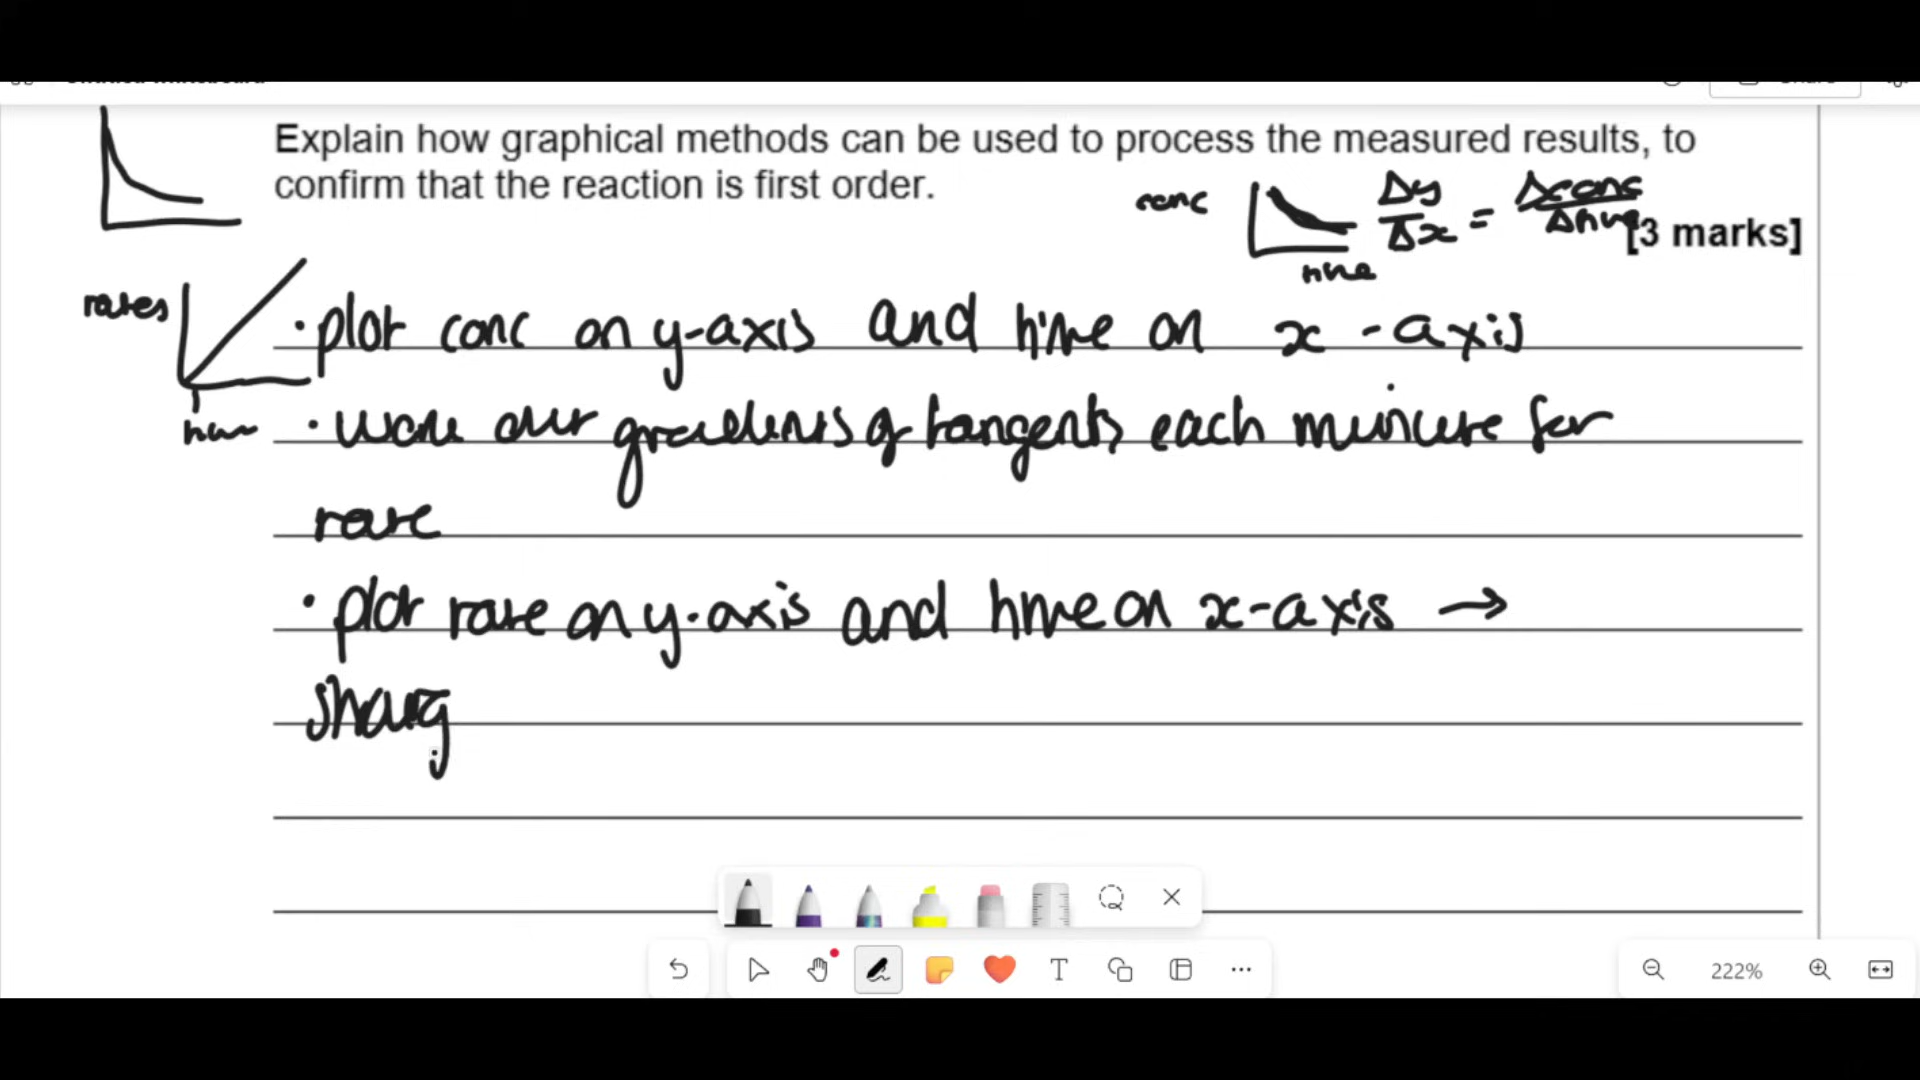 Explain how graphical methods can be used to process the measured results, to
confirm that the reaction is first order.
conc
Δy/Δx = Δconc/Δtime
[3 marks]
time
rates
· plot conc on y-axis and time on x-axis
time
· work out gradients of tangents each minute for
rate
· plot rate on y-axis and time on x-axis →
222%